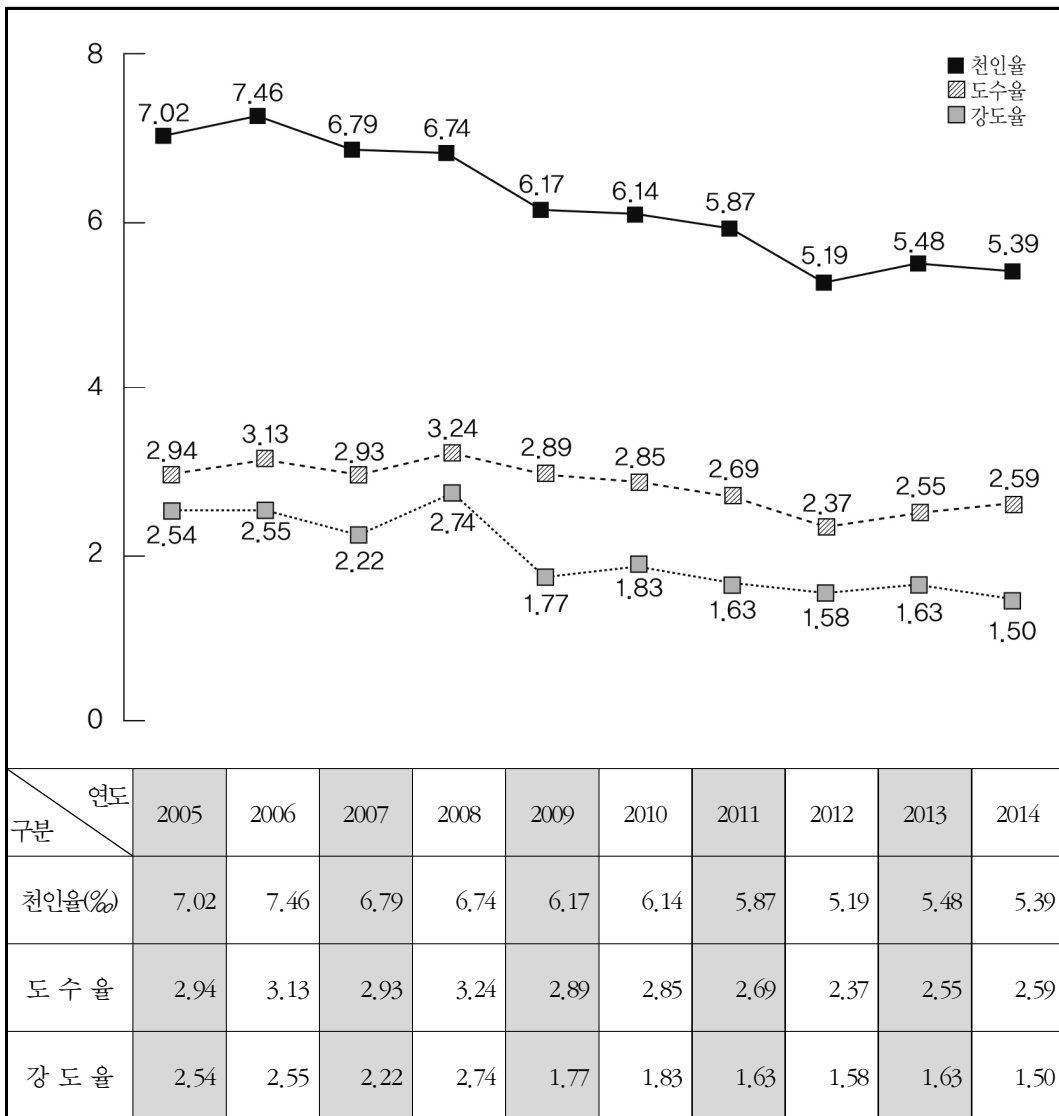 8
천인율
도수율
강도율
7.02 7.46 6.79 6.74 6.17 6.14 5.87 5.19 5.48 5.39
6
4
2.94 3.13 2.93 3.24 2.89 2.85 2.69 2.37 2.55 2.59
2.54 2.55 2.22 2.74 1.77 1.83 1.63 1.58 1.63 1.50
2
0
연도
구분 2005 2006 2007 2008 2009 2010 2011 2012 2013 2014
천인율(‰) 7.02 7.46 6.79 6.74 6.17 6.14 5.87 5.19 5.48 5.39
도 수 율 2.94 3.13 2.93 3.24 2.89 2.85 2.69 2.37 2.55 2.59
강 도 율 2.54 2.55 2.22 2.74 1.77 1.83 1.63 1.58 1.63 1.50